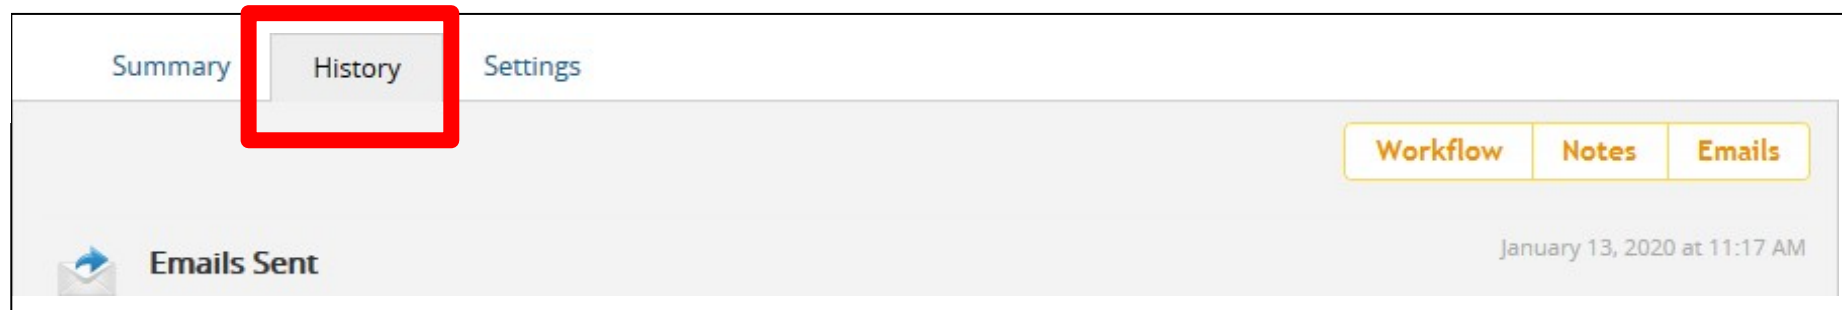 Summary History Settings
Workflow Notes Emails
Emails Sent January 13, 2020 at 11:17 AM